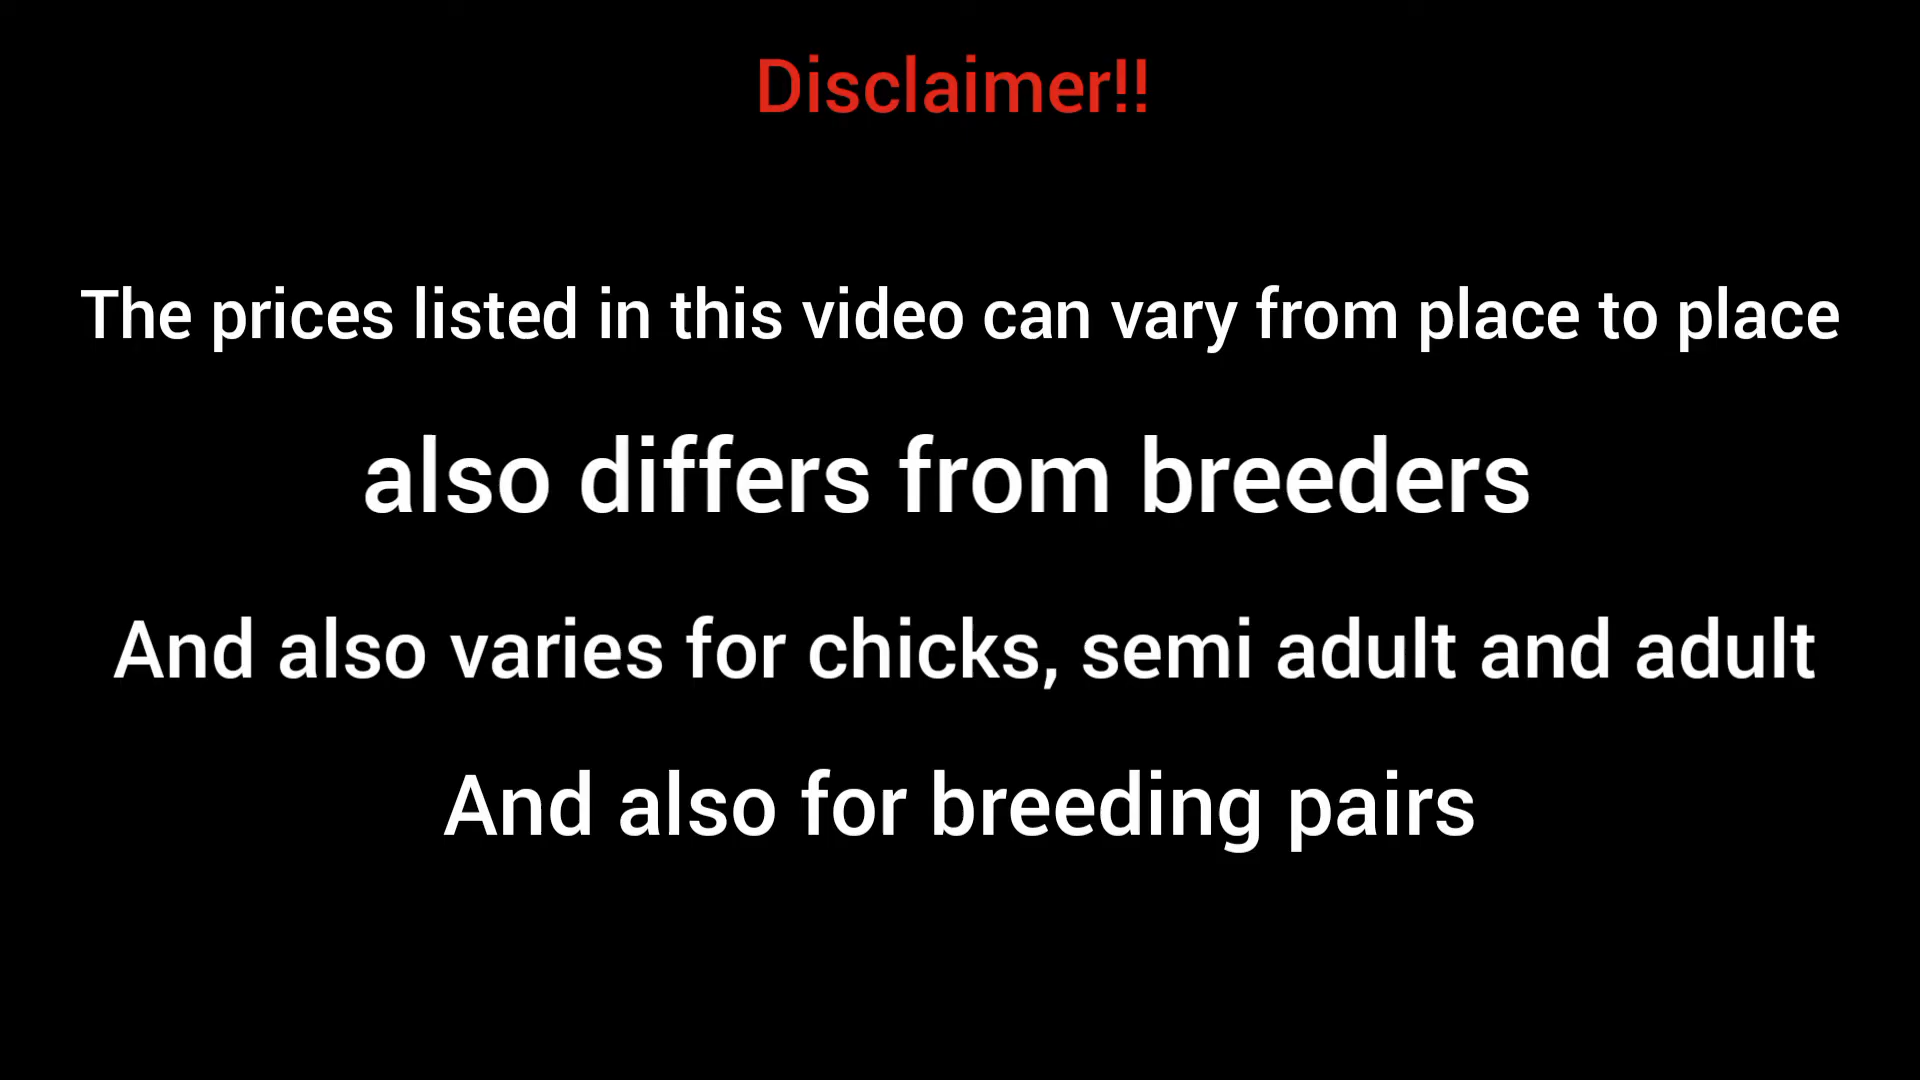 Disclaimer!!
The prices listed in this video can vary from place to place
also differs from breeders
And also varies for chicks, semi adult and adult
And also for breeding pairs